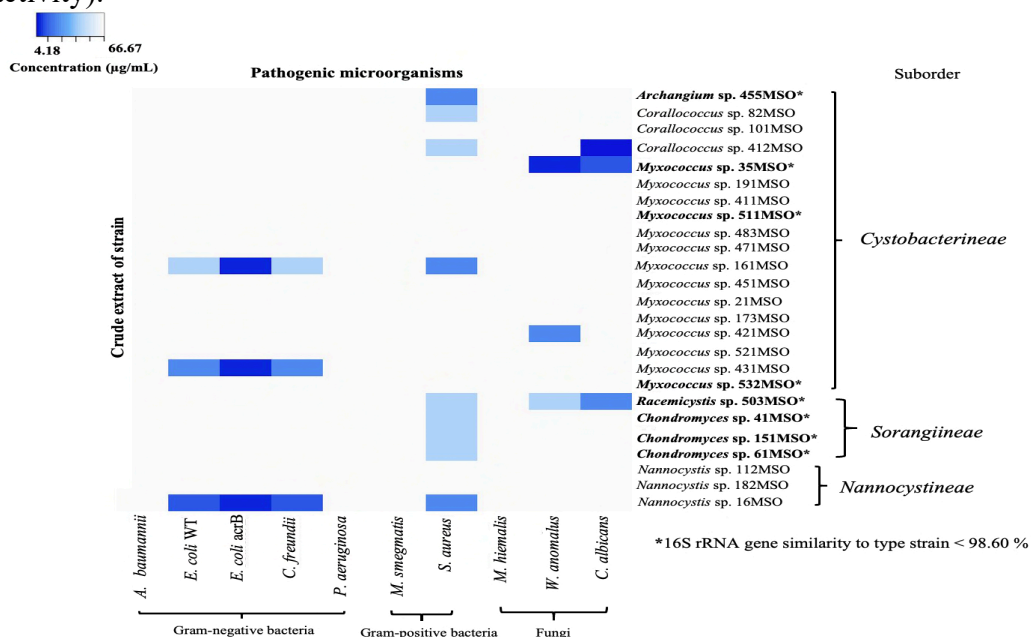 ctivity).
4.18 66.67
Concentration (µg/mL)
Pathogenic microorganisms
Suborder
Crude extract of strain
Archangium sp. 455MSO*
Corallococcus sp. 82MSO
Corallococcus sp. 101MSO
Corallococcus sp. 412MSO
Myxococcus sp. 35MSO*
Myxococcus sp. 191MSO
Myxococcus sp. 411MSO
Myxococcus sp. 511MSO*
Myxococcus sp. 483MSO
Myxococcus sp. 471MSO
Myxococcus sp. 161MSO
Myxococcus sp. 451MSO
Myxococcus sp. 21MSO
Myxococcus sp. 173MSO
Myxococcus sp. 421MSO
Myxococcus sp. 521MSO
Myxococcus sp. 431MSO
Myxococcus sp. 532MSO*
Racemicystis sp. 503MSO*
Chondromyces sp. 41MSO*
Chondromyces sp. 151MSO*
Chondromyces sp. 61MSO*
Nannocystis sp. 112MSO
Nannocystis sp. 182MSO
Nannocystis sp. 16MSO
Cystobacterineae
Sorangiineae
Nannocystineae
A. baumannii
E. coli WT
E. coli acrB
C. freundii
P. aeruginosa
M. smegmatis
S. aureus
M. hiemalis
W. anomalus
C. albicans
*16S rRNA gene similarity to type strain < 98.60 %
Gram-negative bacteria
Gram-positive bacteria
Fungi